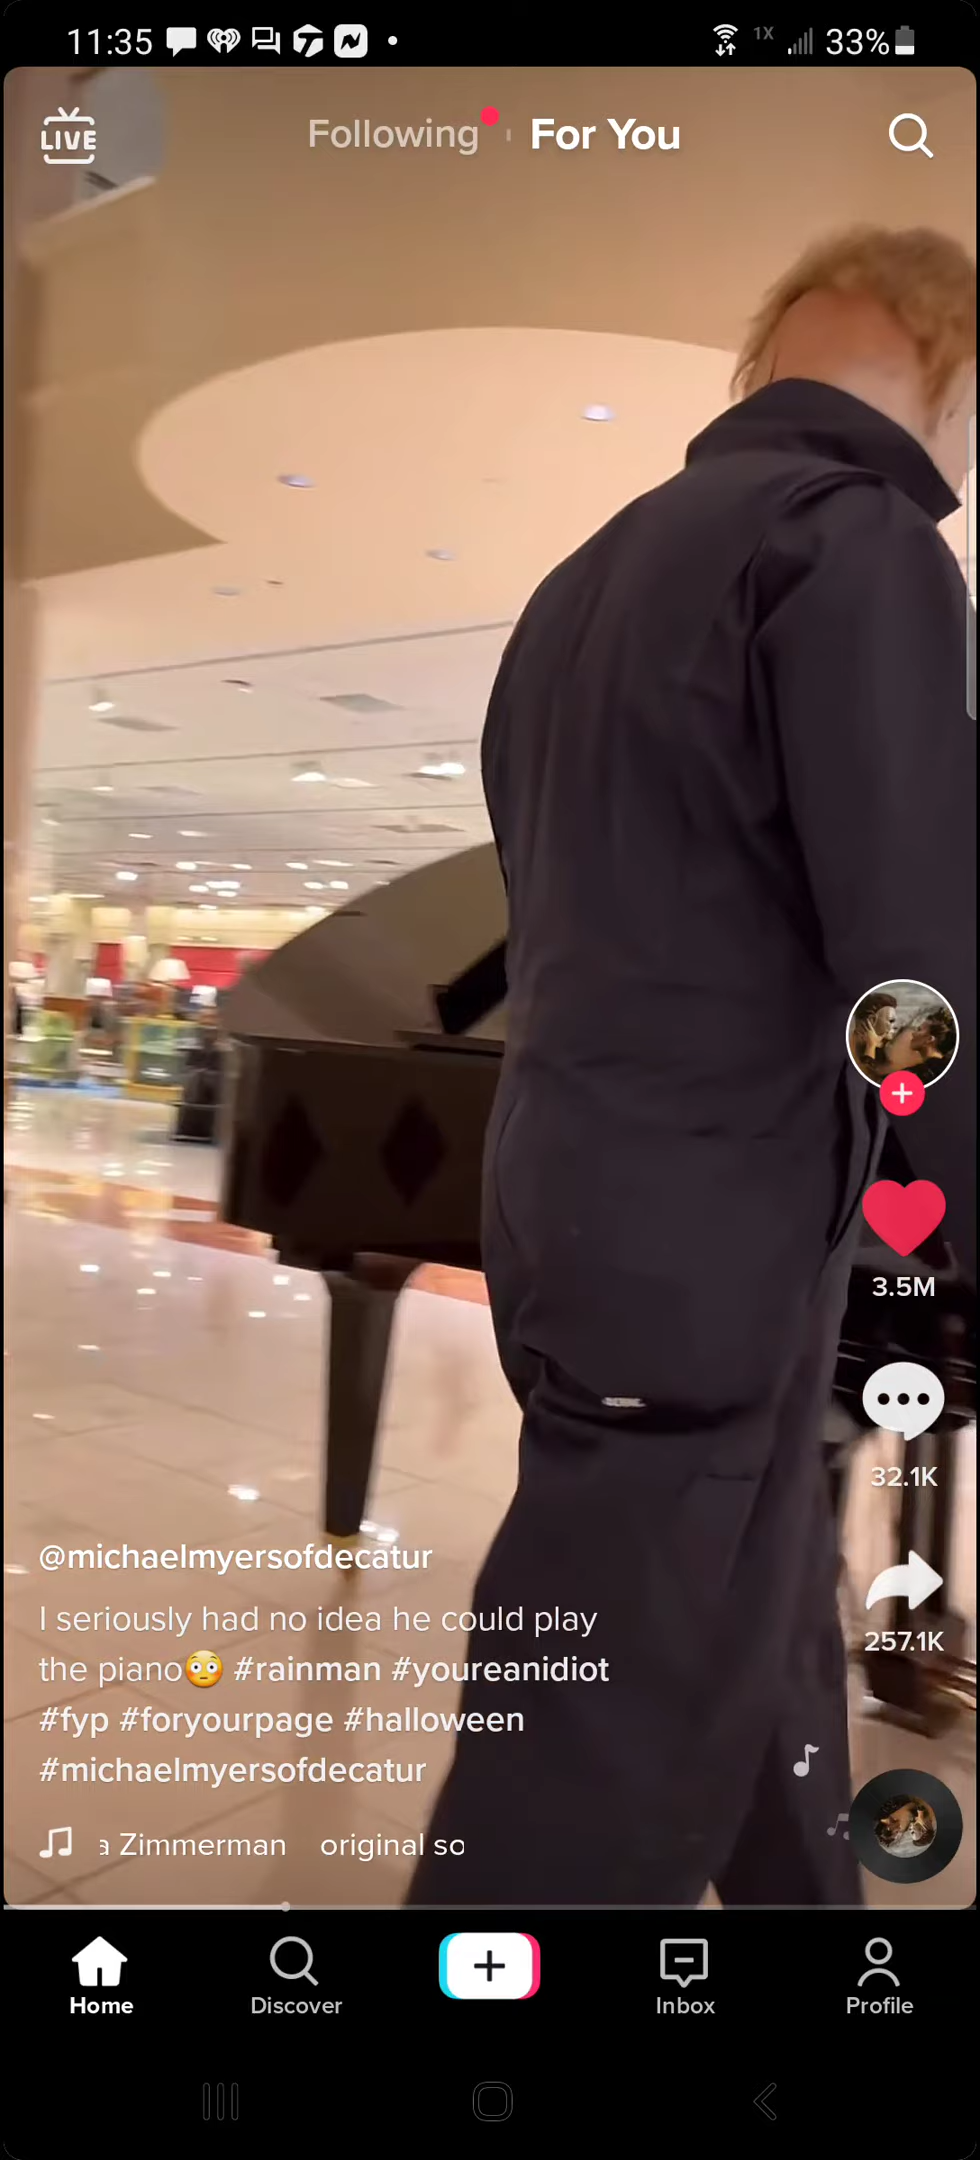 11:35
1X
33%
LIVE
Following
For You
3.5M
32.1K
257.1K
@michaelmyersofdecatur
I seriously had no idea he could play
the piano😳 #rainman #youreanidiot
#fyp #foryourpage #halloween
#michaelmyersofdecatur
a Zimmerman original so
Home
Discover
Inbox
Profile